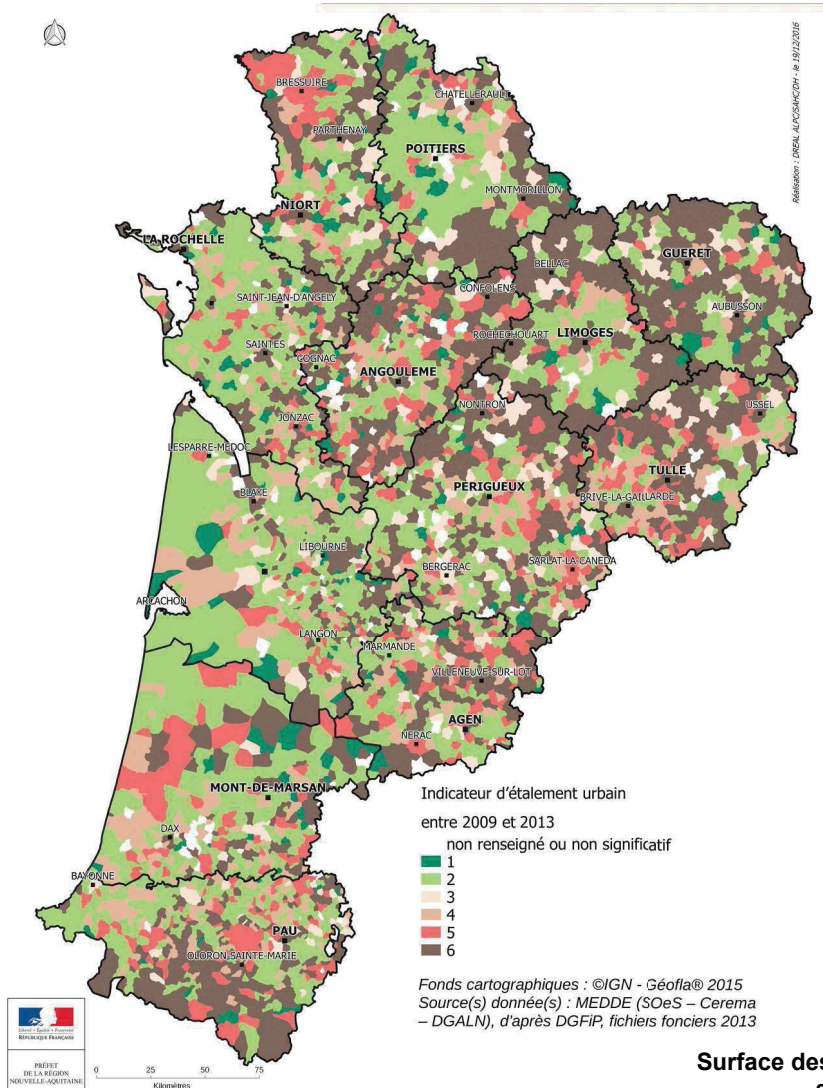 Réalisation : DREAL ALPC/SAHC/DH - le 19/12/2016
BRESSUIRE
CHATELLERAULT
PARTHENAY
POITIERS
MONTMORILLON
NIORT
LA ROCHELLE
GUERET
BELLAC
CONFOLENS
SAINT-JEAN-D'ANGELY
AUBUSSON
ROCHECHOUART
LIMOGES
SAINTES
COGNAC
ANGOULEME
NONTRON
USSEL
JONZAC
LESPARRE-MEDOC
TULLE
BLAYE
PERIGUEUX
BRIVE-LA-GAILLARDE
LIBOURNE
BERGERAC
SARLAT-LA-CANEDA
ARCACHON
LANGON
MARMANDE
VILLENEUVE-SUR-LOT
AGEN
NERAC
MONT-DE-MARSAN
DAX
BAYONNE
PAU
OLORON-SAINTE-MARIE
Indicateur d'étalement urbain
entre 2009 et 2013
non renseigné ou non significatif
1
2
3
4
5
6
Fonds cartographiques : ©IGN - Géofla® 2015
Source(s) donnée(s) : MEDDE (SOeS – Cerema
– DGALN), d'après DGFiP, fichiers fonciers 2013
Liberté • Égalité • Fraternité
RÉPUBLIQUE FRANÇAISE
PRÉFET
DE LA RÉGION
NOUVELLE-AQUITAINE
0 25 50 75
Kilomètres
Surface des